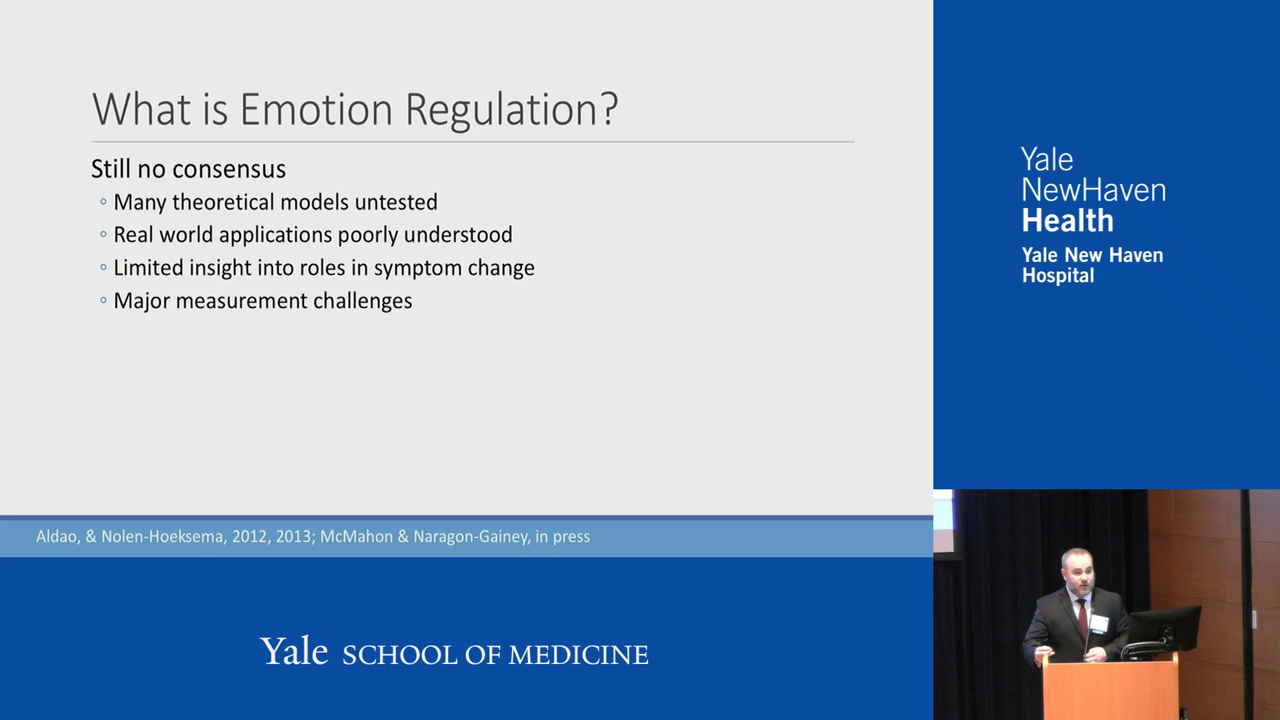 What is Emotion Regulation?
Still no consensus
◦ Many theoretical models untested
◦ Real world applications poorly understood
◦ Limited insight into roles in symptom change
◦ Major measurement challenges
Aldao, & Nolen-Hoeksema, 2012, 2013; McMahon & Naragon-Gainey, in press
Yale SCHOOL OF MEDICINE
Yale
NewHaven
Health
Yale New Haven
Hospital